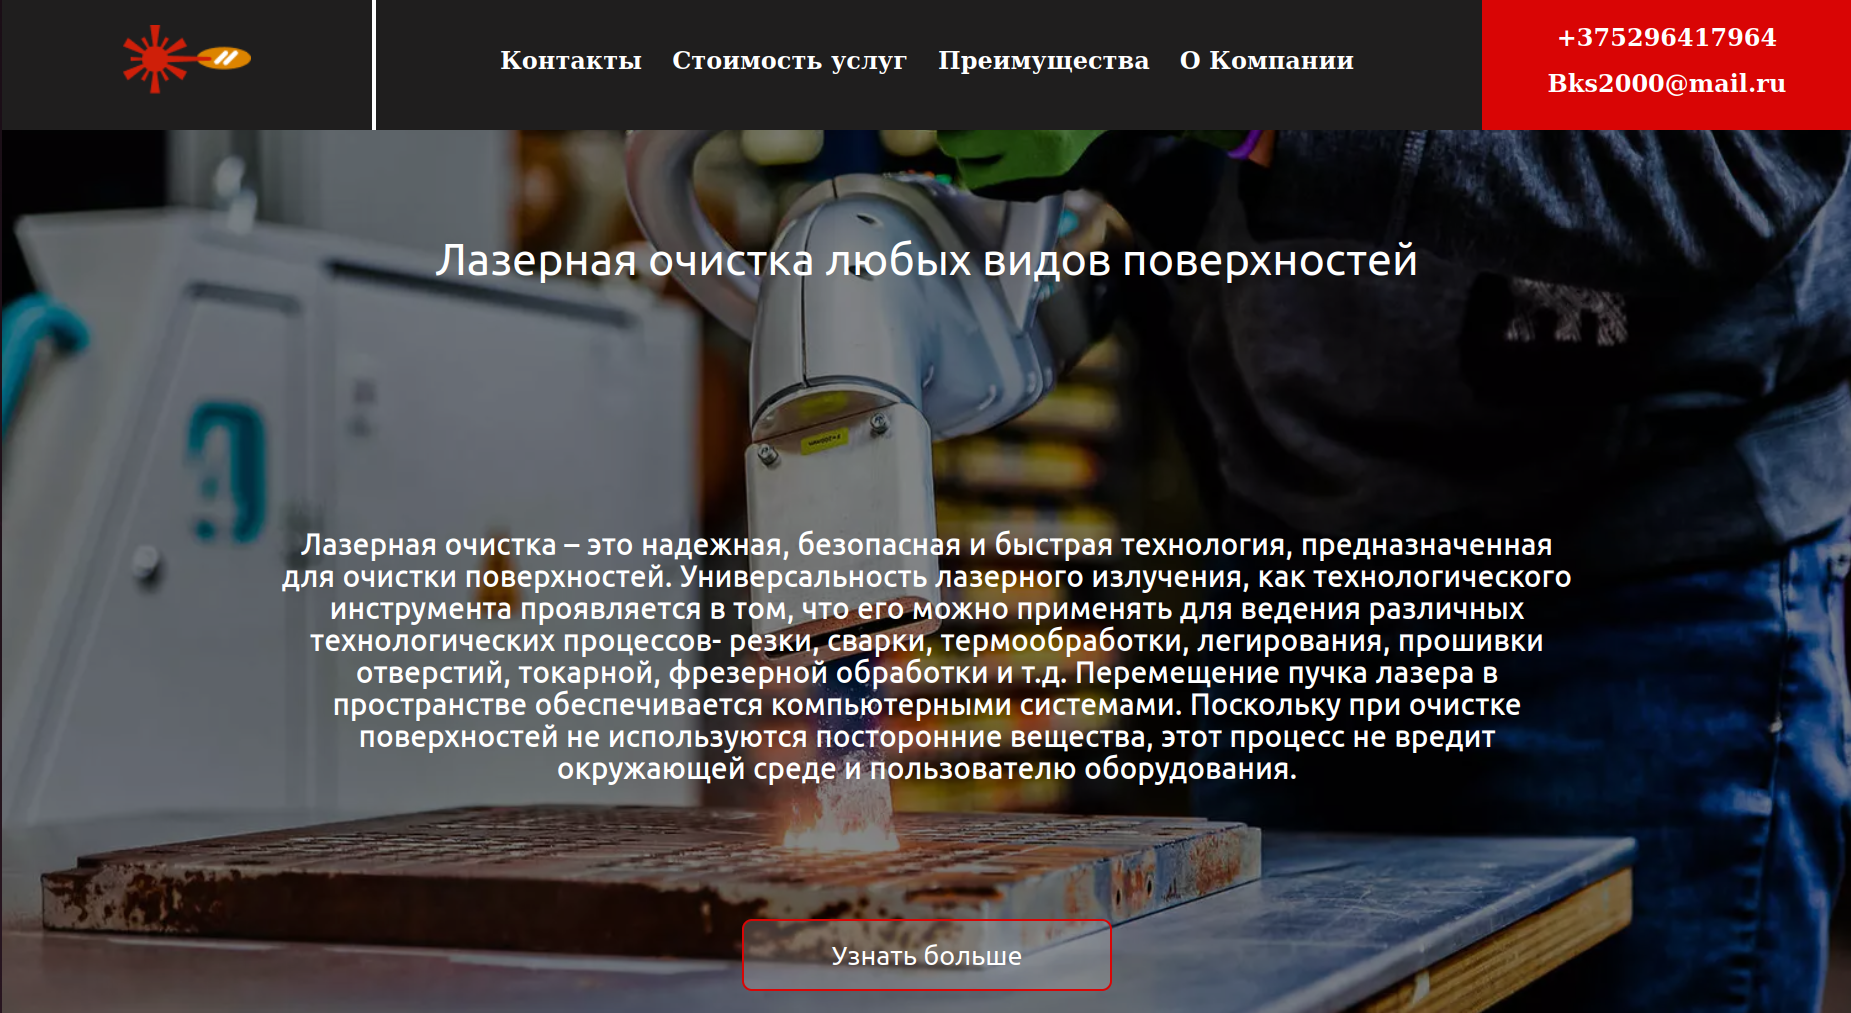 Контакты Стоимость услуг Преимущества О Компании
+375296417964
Bks2000@mail.ru
Лазерная очистка любых видов поверхностей
Лазерная очистка – это надежная, безопасная и быстрая технология, предназначенная
для очистки поверхностей. Универсальность лазерного излучения, как технологического
инструмента проявляется в том, что его можно применять для ведения различных
технологических процессов- резки, сварки, термообработки, легирования, прошивки
отверстий, токарной, фрезерной обработки и т.д. Перемещение пучка лазера в
пространстве обеспечивается компьютерными системами. Поскольку при очистке
поверхностей не используются посторонние вещества, этот процесс не вредит
окружающей среде и пользователю оборудования.
Узнать больше